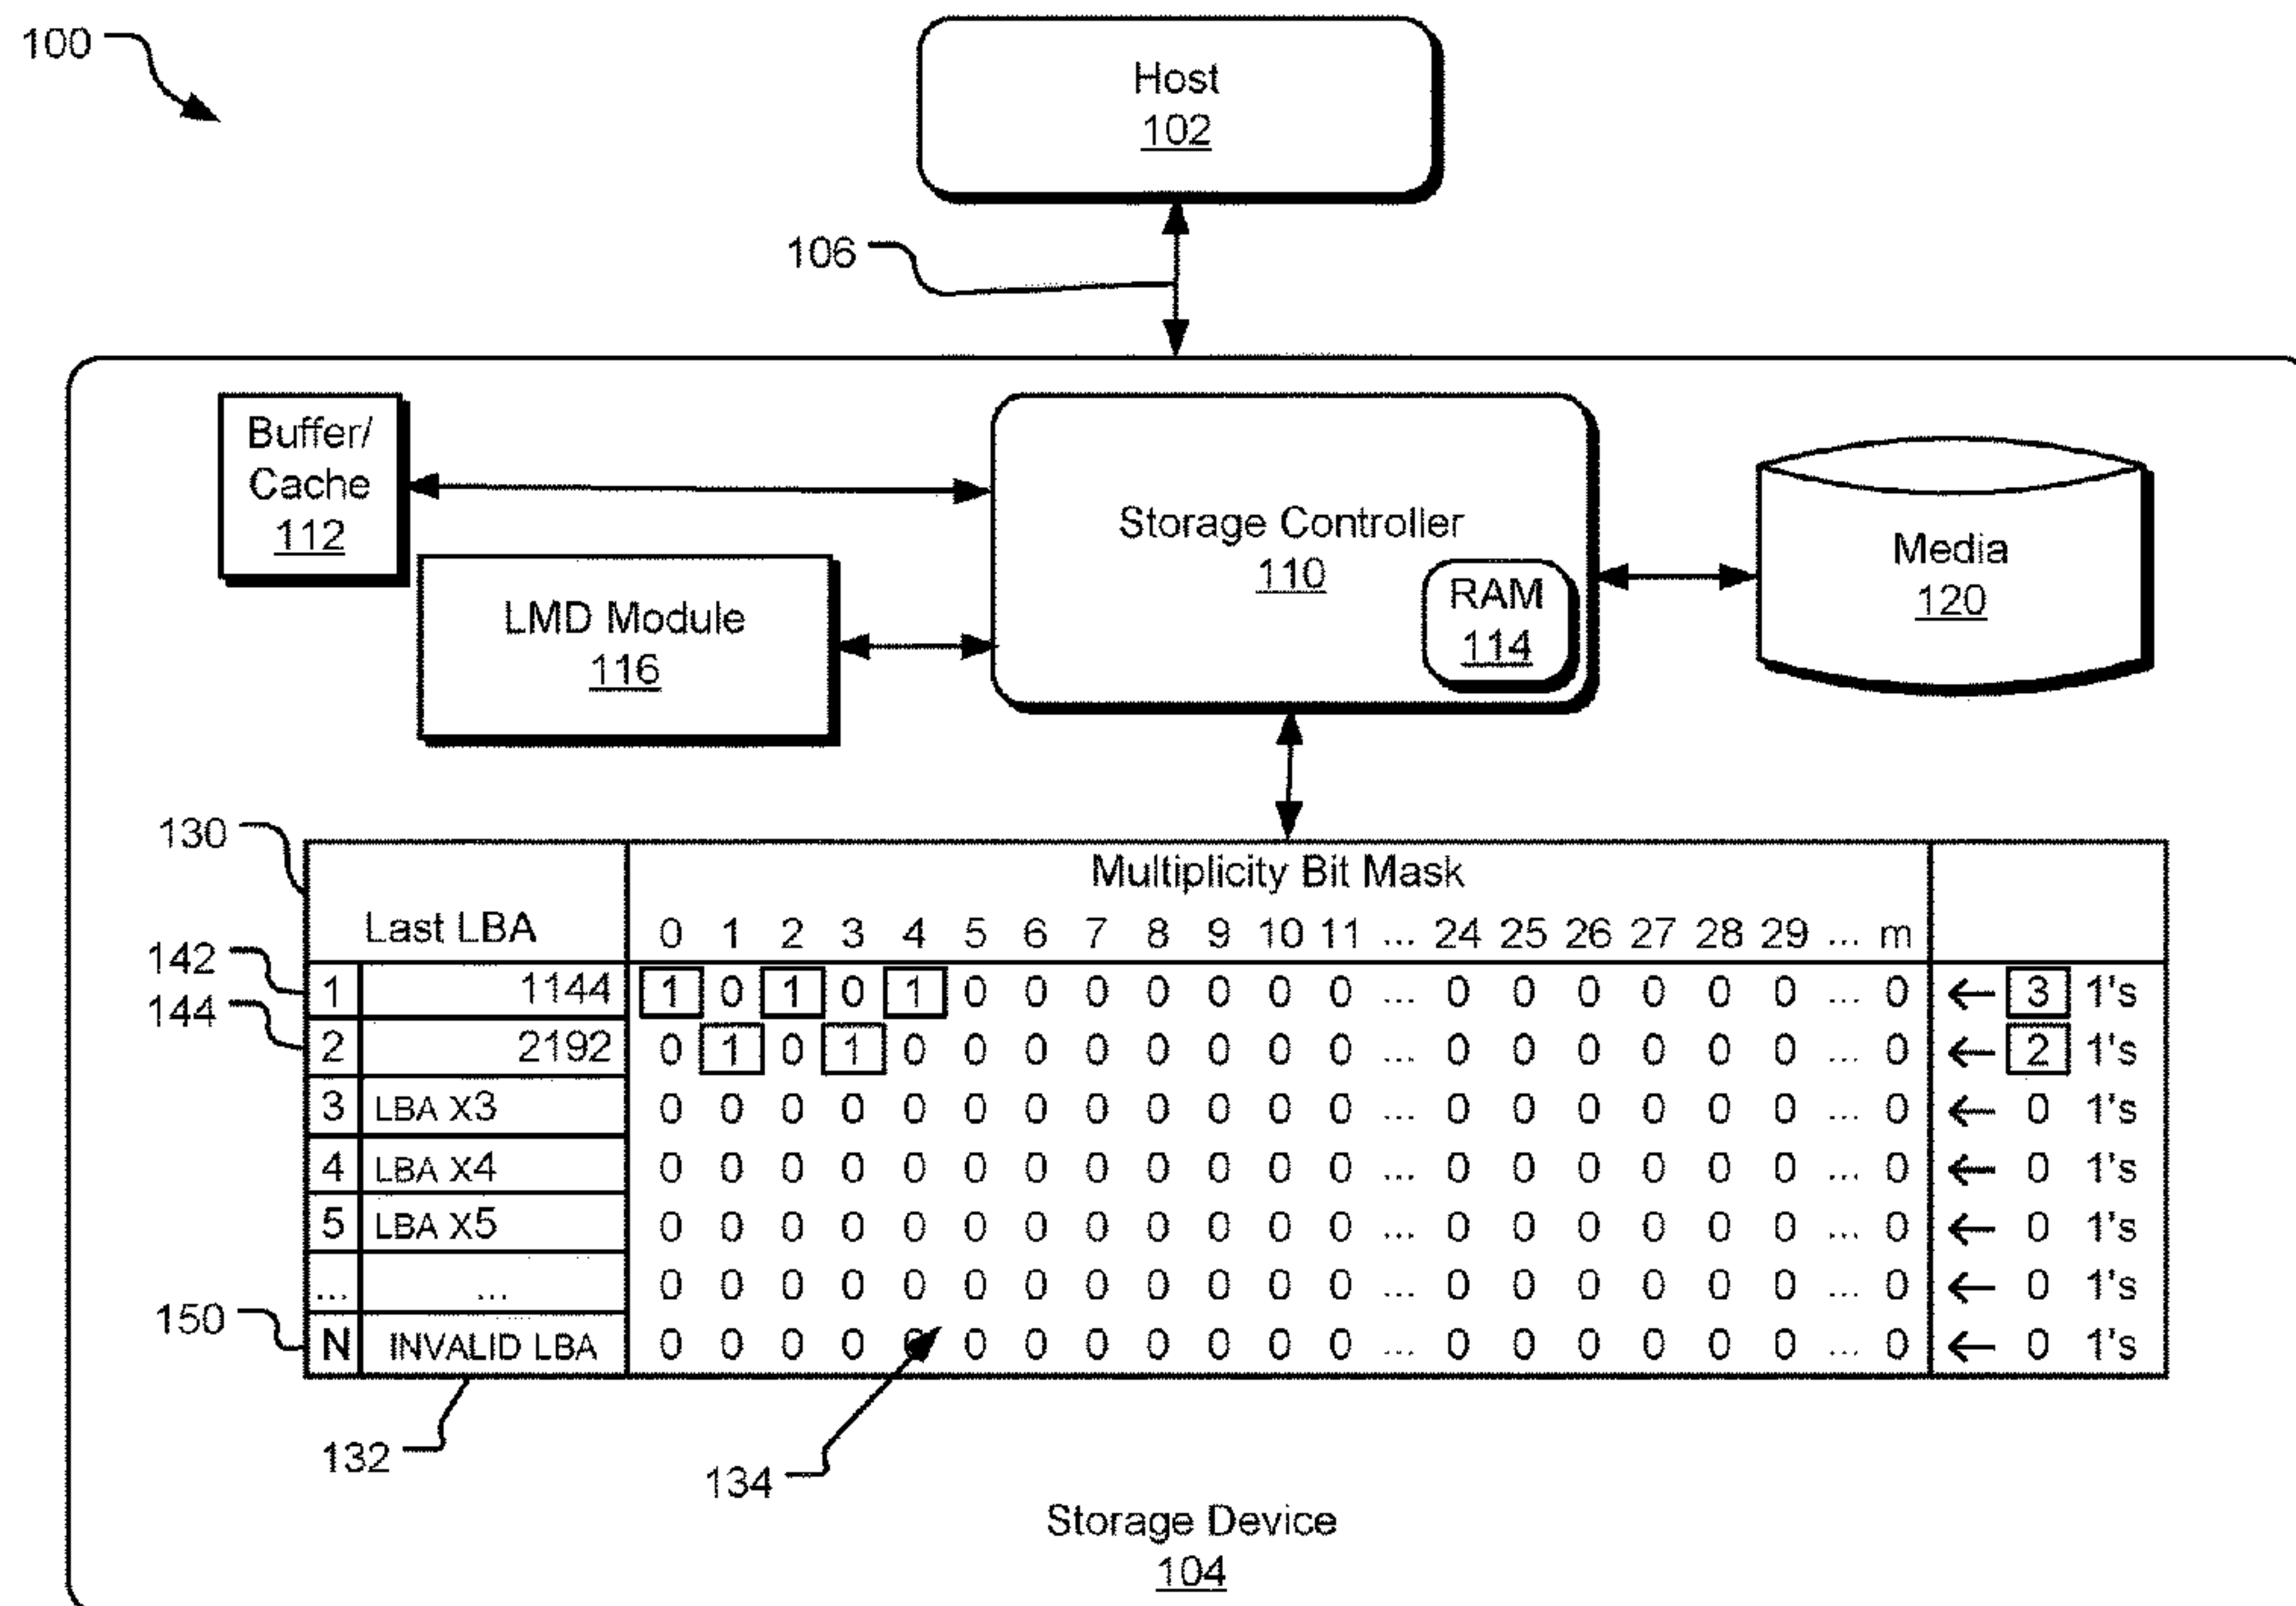 100
Host
102
106
Buffer/
Cache
112
Storage Controller
110
RAM
114
Media
120
LMD Module
116
130
Multiplicity Bit Mask
Last LBA 0 1 2 3 4 5 6 7 8 9 10 11 ... 24 25 26 27 28 29 ... m
142
1 1144 1 0 1 0 1 0 0 0 0 0 0 0 ... 0 0 0 0 0 0 ... 0 ← 3 1's
144
2 2192 0 1 0 1 0 0 0 0 0 0 0 0 ... 0 0 0 0 0 0 ... 0 ← 2 1's
3 LBA X3 0 0 0 0 0 0 0 0 0 0 0 0 ... 0 0 0 0 0 0 ... 0 ← 0 1's
4 LBA X4 0 0 0 0 0 0 0 0 0 0 0 0 ... 0 0 0 0 0 0 ... 0 ← 0 1's
5 LBA X5 0 0 0 0 0 0 0 0 0 0 0 0 ... 0 0 0 0 0 0 ... 0 ← 0 1's
... ... 0 0 0 0 0 0 0 0 0 0 0 0 ... 0 0 0 0 0 0 ... 0 ← 0 1's
150
N INVALID LBA 0 0 0 0 0 0 0 0 0 0 0 0 ... 0 0 0 0 0 0 ... 0 ← 0 1's
132
134
Storage Device
104